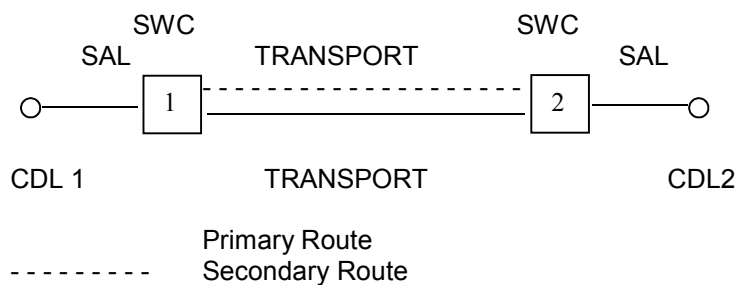 SWC SWC
SAL TRANSPORT SAL
1 2
CDL 1 TRANSPORT CDL2
Primary Route
Secondary Route